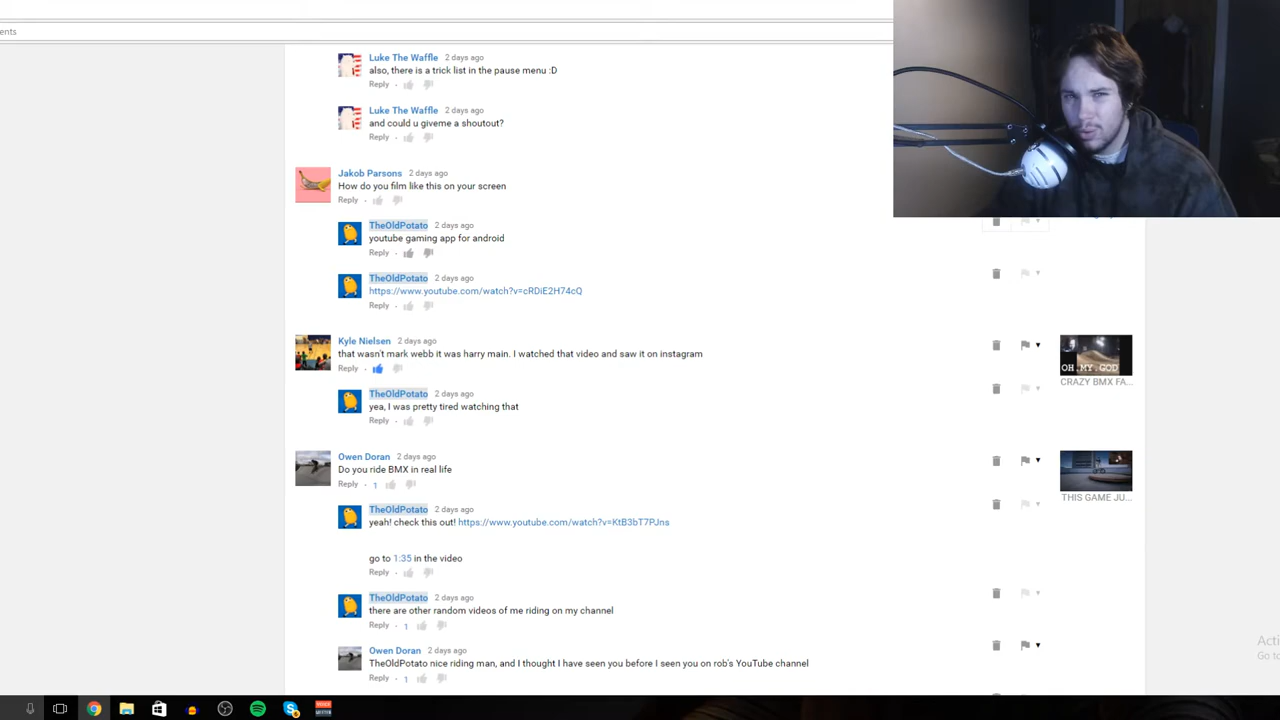 ents
Luke The Waffle 2 days ago
also, there is a trick list in the pause menu :D
Reply
Luke The Waffle 2 days ago
and could u giveme a shoutout?
Reply
Jakob Parsons 2 days ago
How do you film like this on your screen
Reply
TheOldPotato 2 days ago
youtube gaming app for android
Reply
TheOldPotato 2 days ago
https://www.youtube.com/watch?v=cRDiE2H74cQ
Reply
Kyle Nielsen 2 days ago
that wasn't mark webb it was harry main. I watched that video and saw it on instagram
Reply
OH MY GOD
CRAZY BMX FA...
TheOldPotato 2 days ago
yea, I was pretty tired watching that
Reply
Owen Doran 2 days ago
Do you ride BMX in real life
Reply 1
THIS GAME JU...
TheOldPotato 2 days ago
yeah! check this out! https://www.youtube.com/watch?v=KtB3bT7PJns
go to 1:35 in the video
Reply
TheOldPotato 2 days ago
there are other random videos of me riding on my channel
Reply 1
Owen Doran 2 days ago
TheOldPotato nice riding man, and I thought I have seen you before I seen you on rob's YouTube channel
Reply 1
Acti
Go to